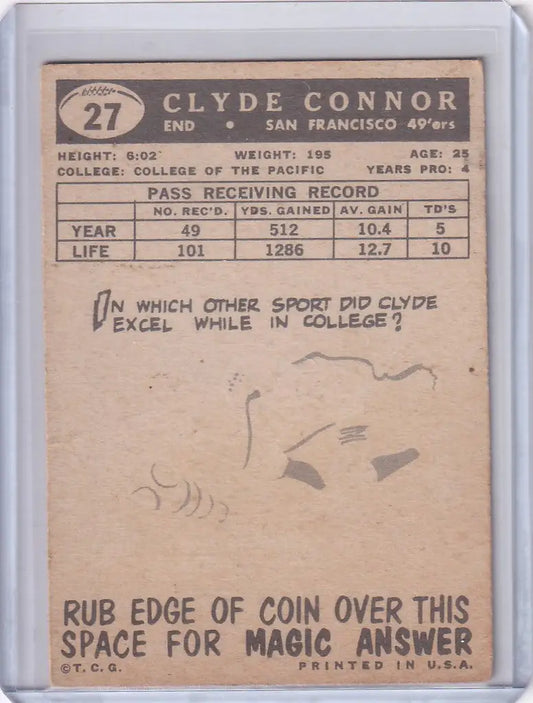 27
CLYDE CONNOR
END • SAN FRANCISCO 49'ers
HEIGHT: 6:02 WEIGHT: 195 AGE: 25
COLLEGE: COLLEGE OF THE PACIFIC YEARS PRO: 4
PASS RECEIVING RECORD
NO. REC'D. YDS. GAINED AV. GAIN TD'S
YEAR 49 512 10.4 5
LIFE 101 1286 12.7 10
IN WHICH OTHER SPORT DID CLYDE
EXCEL WHILE IN COLLEGE?
RUB EDGE OF COIN OVER THIS
SPACE FOR MAGIC ANSWER
©T.C.G. PRINTED IN U.S.A.